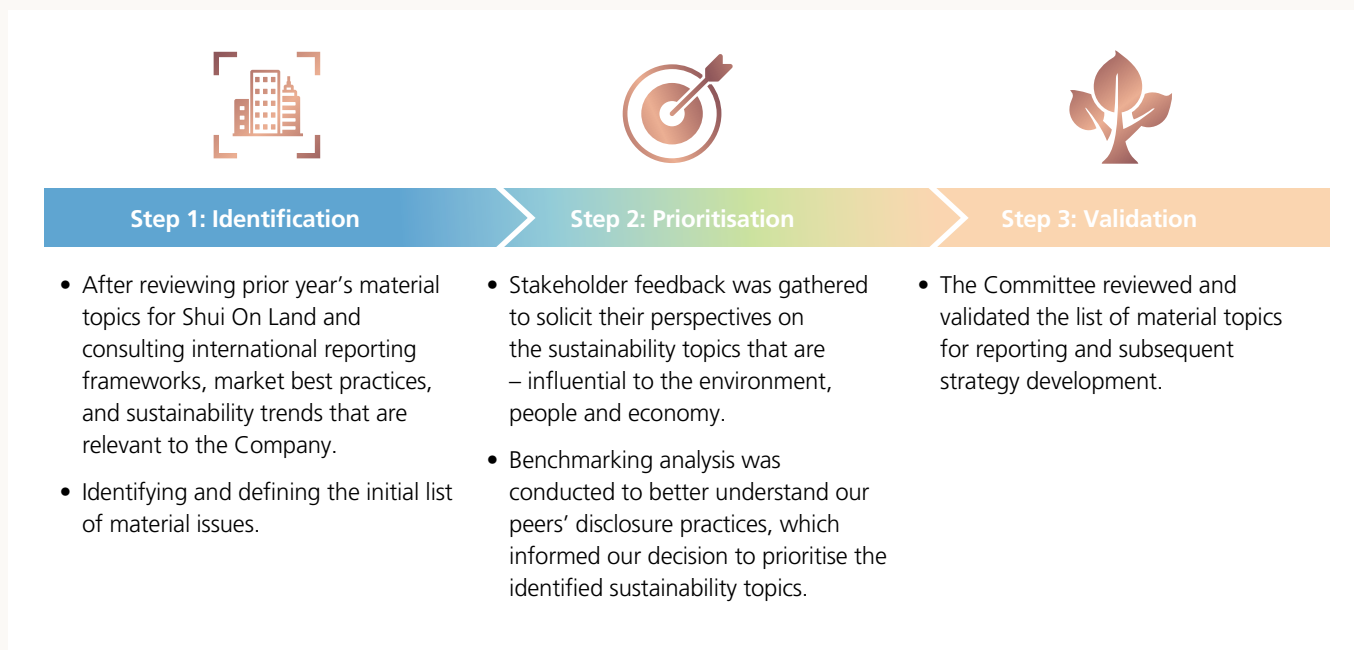 Step 1: Identification
Step 2: Prioritisation
Step 3: Validation
• After reviewing prior year's material
topics for Shui On Land and
consulting international reporting
frameworks, market best practices,
and sustainability trends that are
relevant to the Company.
• Identifying and defining the initial list
of material issues.
• Stakeholder feedback was gathered
to solicit their perspectives on
the sustainability topics that are
– influential to the environment,
people and economy.
• Benchmarking analysis was
conducted to better understand our
peers' disclosure practices, which
informed our decision to prioritise the
identified sustainability topics.
• The Committee reviewed and
validated the list of material topics
for reporting and subsequent
strategy development.